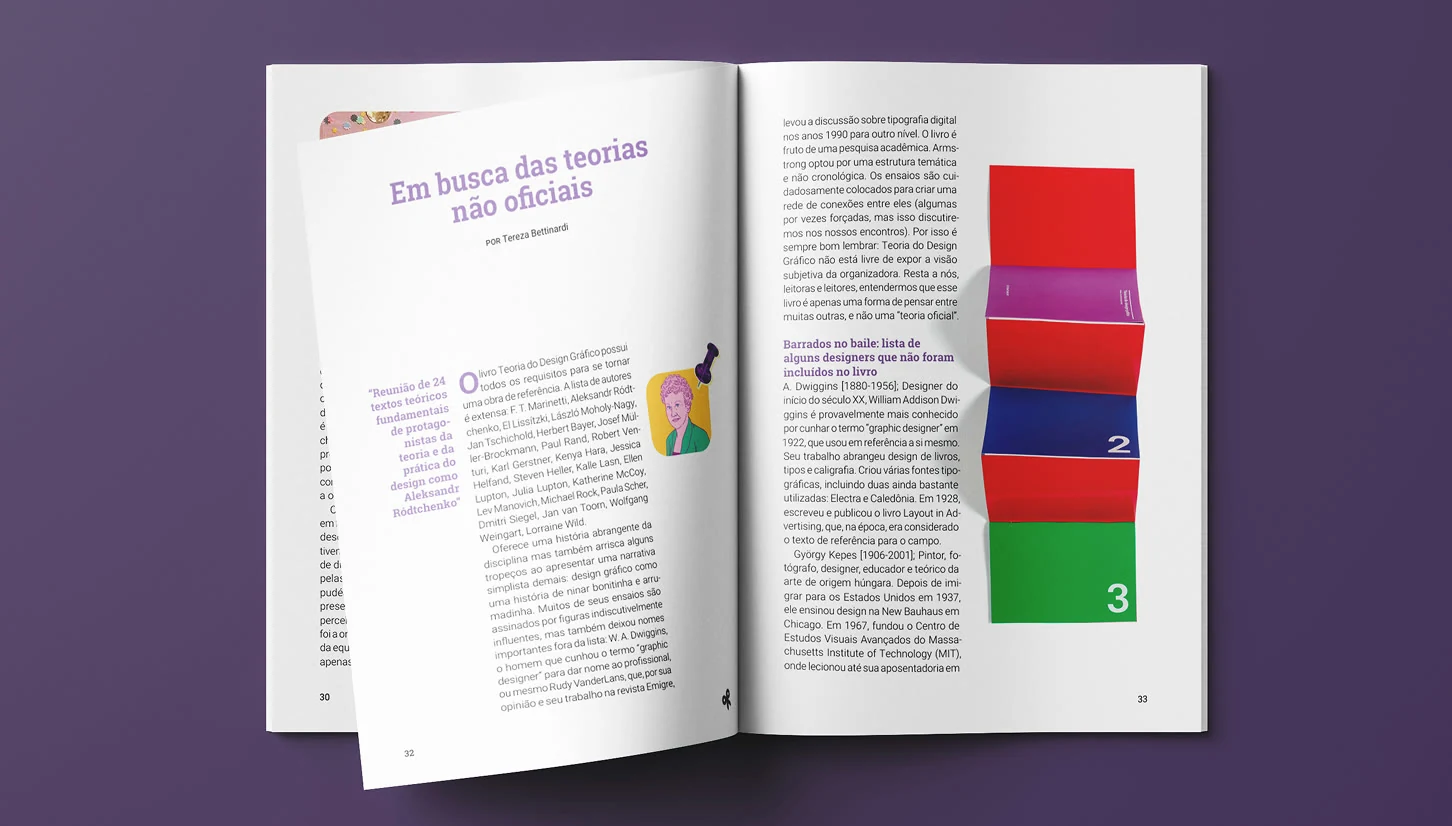 pelas
apenas
30
Em busca das teorias
não oficiais
POR Tereza Bettinardi
“Reunião de 24
textos teóricos
fundamentais
de protago-
nistas da
teoria e da
prática do
design como
Aleksandr
Ródtchenko”
O livro Teoria do Design Gráfico possui
todos os requisitos para se tornar
uma obra de referência. A lista de autores
é extensa: F. T. Marinetti, Aleksandr Ródt-
chenko, El Lissitzki, László Moholy-Nagy,
Jan Tschichold, Herbert Bayer, Josef Mül-
ler-Brockmann, Paul Rand, Robert Ven-
turi, Karl Gerstner, Kenya Hara, Jessica
Helfand, Steven Heller, Kalle Lasn, Ellen
Lupton, Julia Lupton, Katherine McCoy,
Lev Manovich, Michael Rock, Paula Scher,
Dmitri Siegel, Jan van Toorn, Wolfgang
Weingart, Lorraine Wild.
Oferece uma história abrangente da
disciplina mas também arrisca alguns
tropeços ao apresentar uma narrativa
simplista demais: design gráfico como
uma história de ninar bonitinha e arru-
madinha. Muitos de seus ensaios são
assinados por figuras indiscutivelmente
influentes, mas também deixou nomes
importantes fora da lista: W. A. Dwiggins,
o homem que cunhou o termo “graphic
designer” para dar nome ao profissional,
ou mesmo Rudy VanderLans, que, por sua
opinião e seu trabalho na revista Emigre,
32
levou a discussão sobre tipografia digital
nos anos 1990 para outro nível. O livro é
fruto de uma pesquisa acadêmica. Arms-
trong optou por uma estrutura temática
e não cronológica. Os ensaios são cui-
dadosamente colocados para criar uma
rede de conexões entre eles (algumas
por vezes forçadas, mas isso discutire-
mos nos nossos encontros). Por isso é
sempre bom lembrar: Teoria do Design
Gráfico não está livre de expor a visão
subjetiva da organizadora. Resta a nós,
leitoras e leitores, entendermos que esse
livro é apenas uma forma de pensar entre
muitas outras, e não uma “teoria oficial”.
Barrados no baile: lista de
alguns designers que não foram
incluídos no livro
A. Dwiggins [1880-1956]; Designer do
início do século XX, William Addison Dwi-
ggins é provavelmente mais conhecido
por cunhar o termo “graphic designer” em
1922, que usou em referência a si mesmo.
Seu trabalho abrangeu design de livros,
tipos e caligrafia. Criou várias fontes tipo-
gráficas, incluindo duas ainda bastante
utilizadas: Electra e Caledônia. Em 1928,
escreveu e publicou o livro Layout in Ad-
vertising, que, na época, era considerado
o texto de referência para o campo.
György Kepes [1906-2001]; Pintor, fo-
tógrafo, designer, educador e teórico da
arte de origem húngara. Depois de imi-
grar para os Estados Unidos em 1937,
ele ensinou design na New Bauhaus em
Chicago. Em 1967, fundou o Centro de
Estudos Visuais Avançados do Massa-
chusetts Institute of Technology (MIT),
onde lecionou até sua aposentadoria em
2
3
33